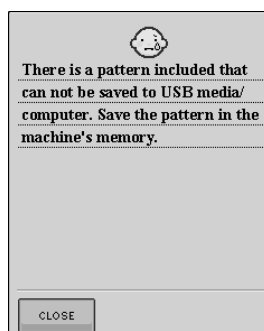 There is a pattern included that
can not be saved to USB media/
computer. Save the pattern in the
machine's memory.
CLOSE